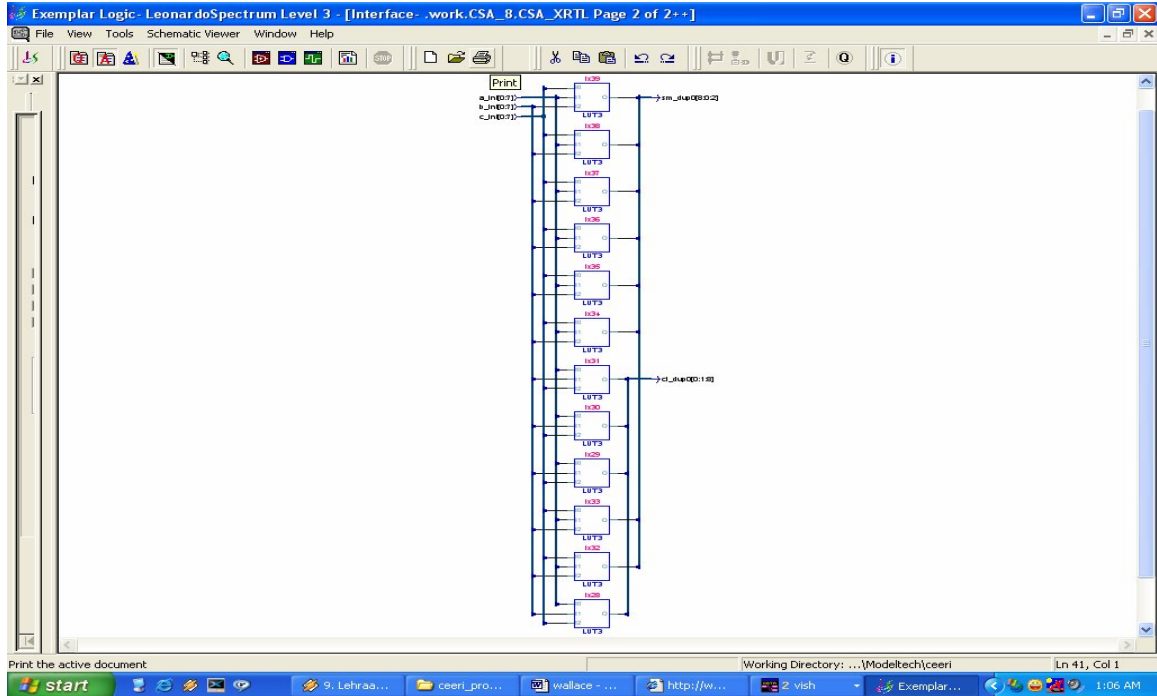 Exemplar Logic- LeonardoSpectrum Level 3 - [Interface- .work.CSA_8.CSA_XRTL Page 2 of 2++]
File View Tools Schematic Viewer Window Help
Print
a_in(0:7)
b_in(0:7)
c_in(0:7)
ix39
LUT3
sm_dup0(8:0:2)
ix38
LUT3
ix37
LUT3
ix36
LUT3
ix35
LUT3
ix34
LUT3
ix31
LUT3
cl_dup0(0:1:8)
ix30
LUT3
ix29
LUT3
ix33
LUT3
ix32
LUT3
ix28
LUT3
Print the active document
Working Directory: ...\Modeltech\ceeri
Ln 41, Col 1
start
9. Lehraa...
ceeri_pro...
wallace - ...
http://w...
2 vish
Exemplar...
1:06 AM